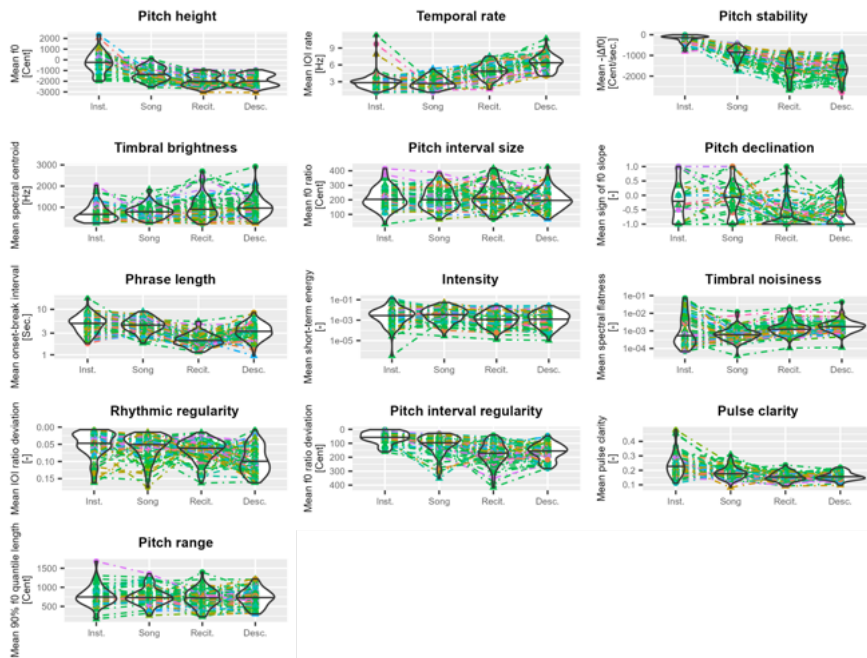 Pitch height
Mean f0
[Cent]
2000
1000
0
-1000
-2000
-3000
Inst. Song Recit. Desc.
Temporal rate
Mean IOI rate
[Hz]
9
6
3
Inst. Song Recit. Desc.
Pitch stability
Mean -|Δf0|
[Cent/sec.]
0
-1000
-2000
Inst. Song Recit. Desc.
Timbral brightness
Mean spectral centroid
[Hz]
3000
2000
1000
Inst. Song Recit. Desc.
Pitch interval size
Mean f0 ratio
[Cent]
400
300
200
100
Inst. Song Recit. Desc.
Pitch declination
Mean sign of f0 slope
[-]
1.0
0.5
0.0
-0.5
-1.0
Inst. Song Recit. Desc.
Phrase length
Mean onset-break interval
[Sec.]
10
3
1
Inst. Song Recit. Desc.
Intensity
Mean short-term energy
[-]
1e-01
1e-03
1e-05
Inst. Song Recit. Desc.
Timbral noisiness
Mean spectral flatness
[-]
1e-01
1e-02
1e-03
1e-04
Inst. Song Recit. Desc.
Rhythmic regularity
Mean IOI ratio deviation
[-]
0.00
0.05
0.10
0.15
Inst. Song Recit. Desc.
Pitch interval regularity
Mean f0 ratio deviation
[Cent]
0
100
200
300
400
Inst. Song Recit. Desc.
Pulse clarity
Mean pulse clarity
[-]
0.4
0.3
0.2
0.1
Inst. Song Recit. Desc.
Pitch range
Mean 90% f0 quantile length
[Cent]
1500
1000
500
Inst. Song Recit. Desc.